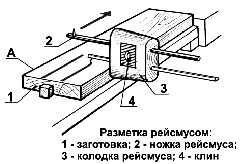 А
2
1
3
4
Разметка рейсмусом:
1 - заготовка; 2 - ножка рейсмуса;
3 - колодка рейсмуса; 4 - клин